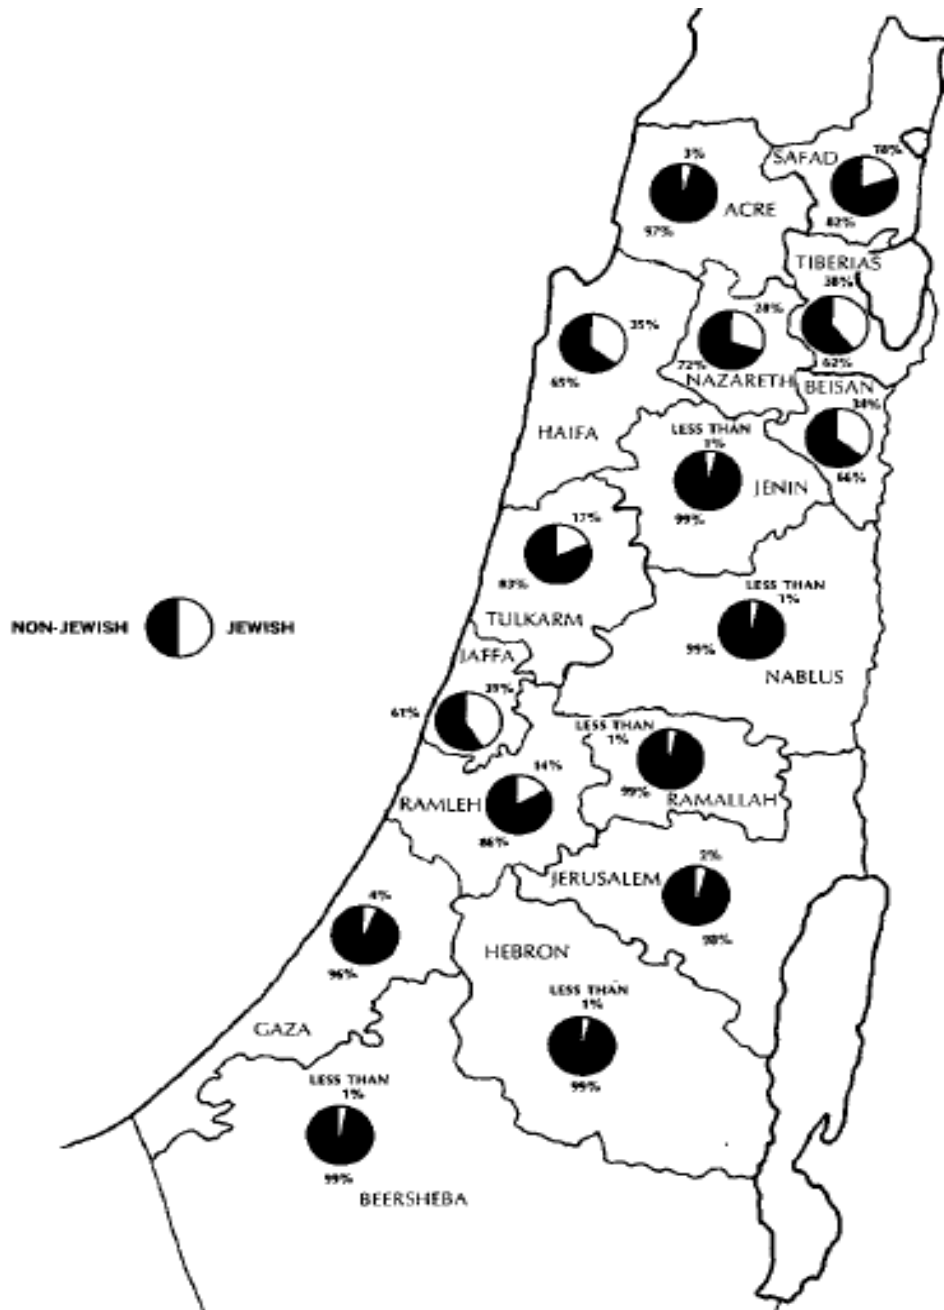 SAFAD
18%
82%
3%
ACRE
97%
TIBERIAS
38%
62%
28%
72%
NAZARETH
35%
65%
HAIFA
BEISAN
34%
66%
LESS THAN
1%
JENIN
99%
17%
83%
TULKARM
LESS THAN
1%
99%
NABLUS
NON-JEWISH JEWISH
JAFFA
39%
61%
LESS THAN
1%
99%
RAMALLAH
14%
RAMLEH
86%
2%
JERUSALEM
98%
4%
96%
GAZA
HEBRON
LESS THAN
1%
99%
LESS THAN
1%
99%
BEERSHEBA